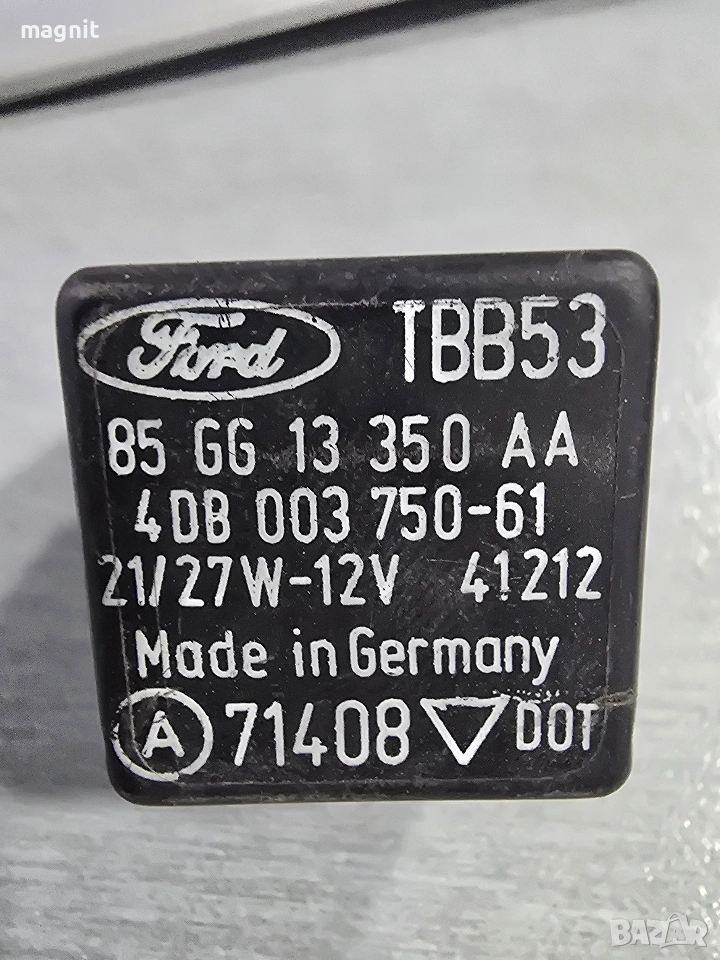 magnit
Ford TBB53
85 GG 13 350 AA
4DB 003 750-61
21/27W-12V 41212
Made in Germany
A 71408 DOT
BAZAR